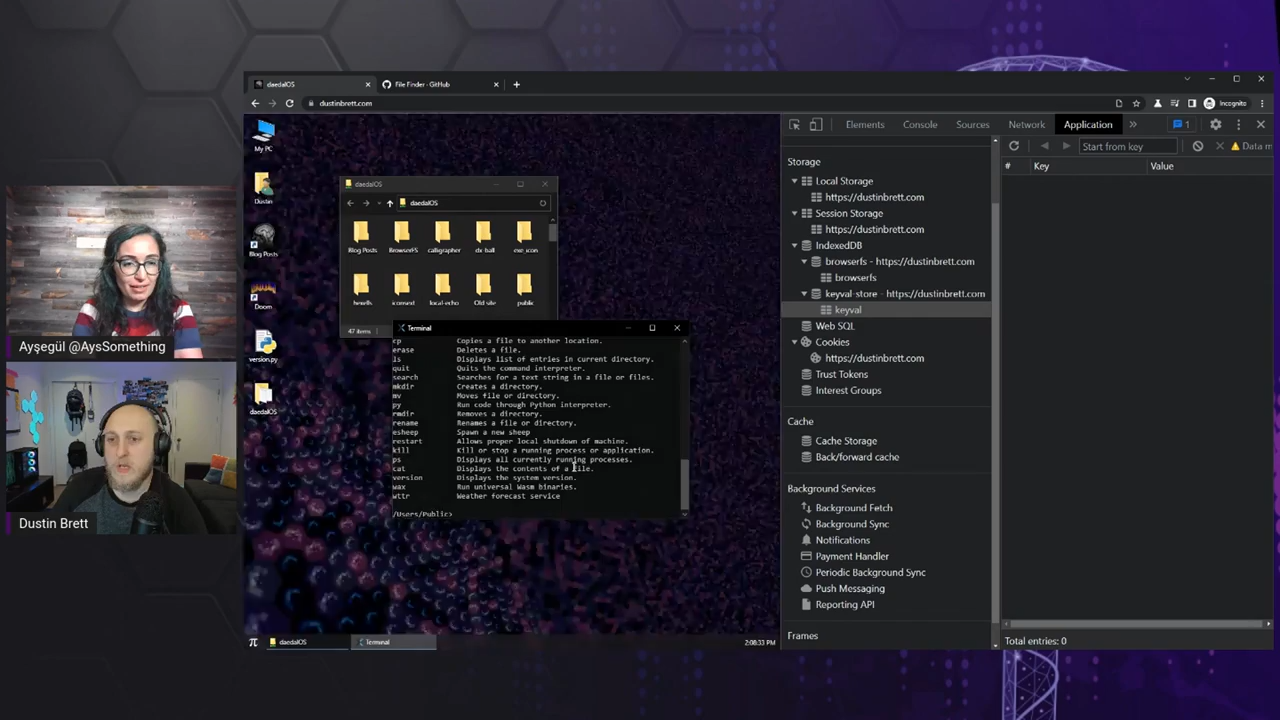 daedalOS
File Finder · GitHub
dustinbrett.com
Incognito
My PC
Dustin
Blog Posts
Doom
version.py
daedalOS
daedalOS
daedalOS
Blog Posts
BrowserFS
calligrapher
dx-ball
exe_icon
iconext
local-echo
Old site
public
47 items
Terminal
cp Copies a file to another location.
erase Deletes a file.
ls Displays list of entries in current directory.
quit Quits the command interpreter.
search Searches for a text string in a file or files.
mkdir Creates a directory.
mv Moves file or directory.
py Run code through Python interpreter.
rmdir Removes a directory.
rename Renames a file or directory.
esheep Spawn a new sheep
restart Allows proper local shutdown of machine.
kill Kill or stop a running process or application.
ps Displays all currently running processes.
cat Displays the contents of a file.
version Displays the system version.
wax Run universal Wasm binaries.
wttr Weather forecast service
/Users/Public>
π
daedalOS
Terminal
2:08:33 PM
Elements
Console
Sources
Network
Application
1
Storage
Local Storage
https://dustinbrett.com
Session Storage
https://dustinbrett.com
IndexedDB
browserfs - https://dustinbrett.com
browserfs
keyval-store - https://dustinbrett.com
keyval
Web SQL
Cookies
https://dustinbrett.com
Trust Tokens
Interest Groups
Cache
Cache Storage
Back/forward cache
Background Services
Background Fetch
Background Sync
Notifications
Payment Handler
Periodic Background Sync
Push Messaging
Reporting API
Frames
Start from key
Data m
# Key Value
Total entries: 0
Ayşegül @AysSomething
Dustin Brett